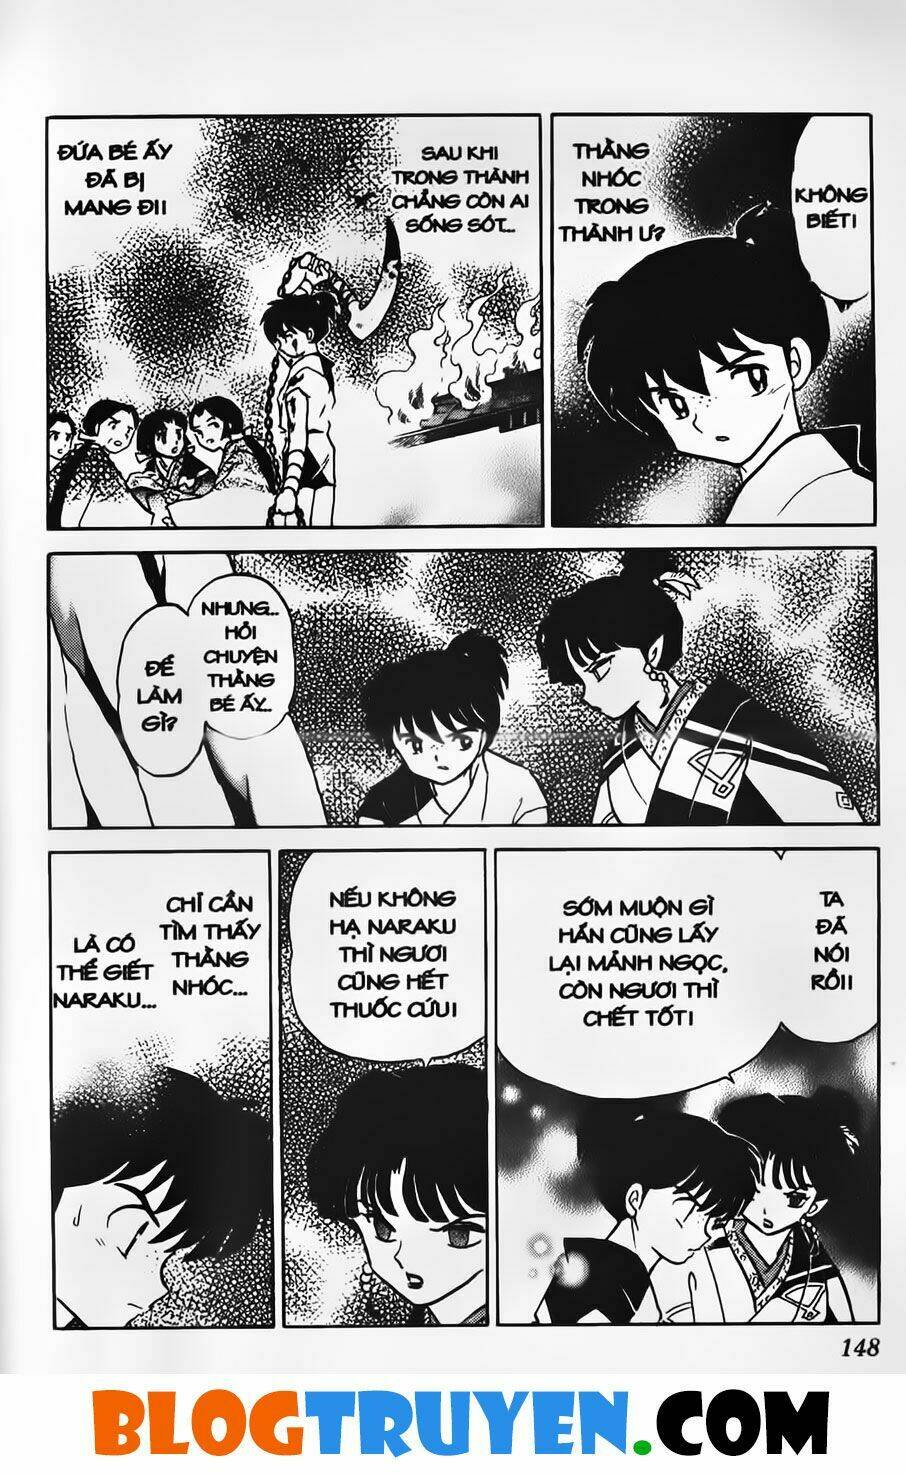 KHÔNG
BIẾT!
THẰNG
NHÓC
TRONG
THÀNH Ư?
SAU KHI
TRONG THÀNH
CHẲNG CÒN AI
SỐNG SÓT...
ĐỨA BÉ ẤY
ĐÃ BỊ
MANG ĐI!
NHƯNG...
HỎI
CHUYỆN
THẰNG
BÉ ẤY...
ĐỂ
LÀM
GÌ?
TA
ĐÃ
NÓI
RỒI!
SỚM MUỘN GÌ
HẮN CŨNG LẤY
LẠI MẢNH NGỌC,
CÒN NGƯƠI THÌ
CHẾT TỐT!
NẾU KHÔNG
HẠ NARAKU
THÌ NGƯƠI
CŨNG HẾT
THUỐC CỨU!
CHỈ CẦN
TÌM THẤY
THẰNG
NHÓC...
LÀ CÓ
THỂ GIẾT
NARAKU...
148
BLOGTRUYEN.COM